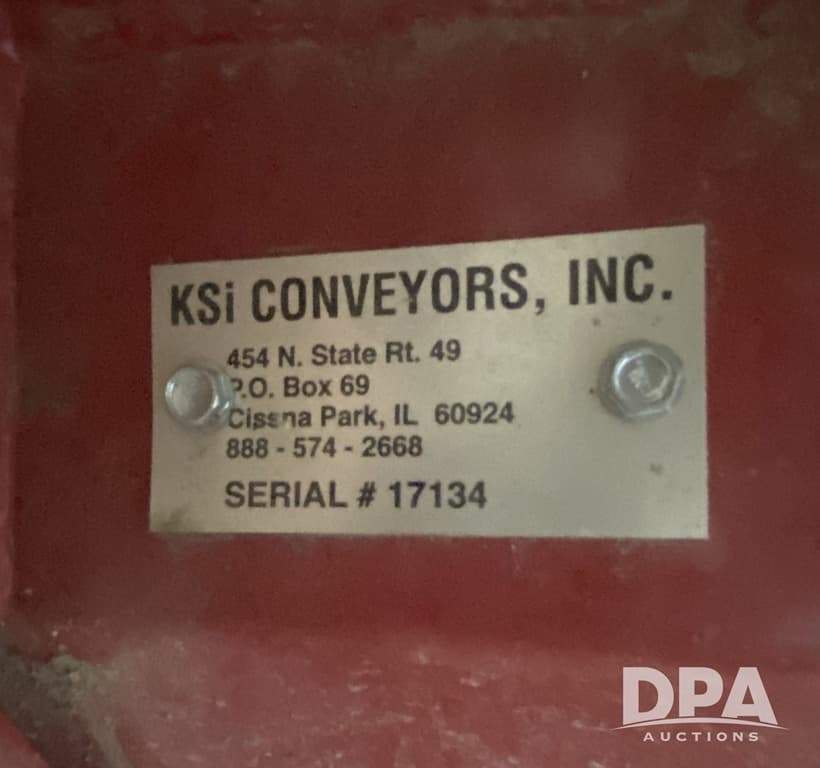 KSi CONVEYORS, INC.
454 N. State Rt. 49
P.O. Box 69
Cissna Park, IL 60924
888 - 574 - 2668
SERIAL # 17134
DPA
AUCTIONS